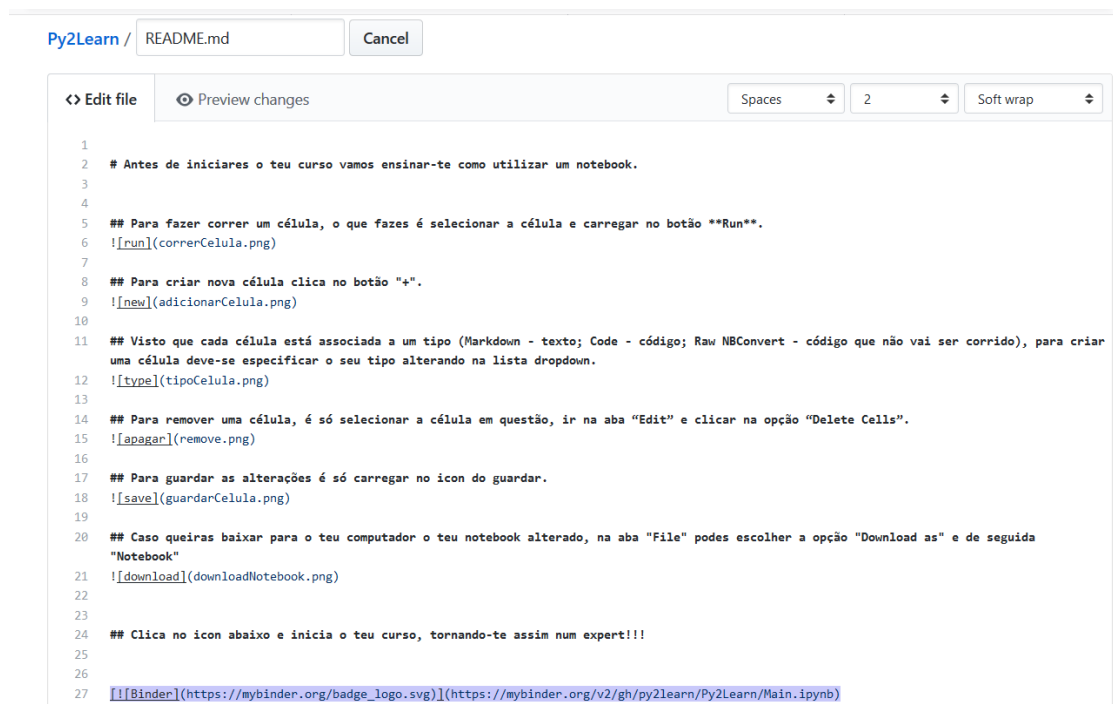 Py2Learn / README.md Cancel
<> Edit file Preview changes Spaces 2 Soft wrap
1
2 # Antes de iniciares o teu curso vamos ensinar-te como utilizar um notebook.
3
4
5 ## Para fazer correr um célula, o que fazes é selecionar a célula e carregar no botão **Run**.
6 ![run](correrCelula.png)
7
8 ## Para criar nova célula clica no botão "+".
9 ![new](adicionarCelula.png)
10
11 ## Visto que cada célula está associada a um tipo (Markdown - texto; Code - código; Raw NBConvert - código que não vai ser corrido), para criar
uma célula deve-se especificar o seu tipo alterando na lista dropdown.
12 ![type](tipoCelula.png)
13
14 ## Para remover uma célula, é só selecionar a célula em questão, ir na aba “Edit” e clicar na opção “Delete Cells”.
15 ![apagar](remove.png)
16
17 ## Para guardar as alterações é só carregar no icon do guardar.
18 ![save](guardarCelula.png)
19
20 ## Caso queiras baixar para o teu computador o teu notebook alterado, na aba "File" podes escolher a opção "Download as" e de seguida
"Notebook"
21 ![download](downloadNotebook.png)
22
23
24 ## Clica no icon abaixo e inicia o teu curso, tornando-te assim num expert!!!
25
26
27 [![Binder](https://mybinder.org/badge_logo.svg)](https://mybinder.org/v2/gh/py2learn/Py2Learn/Main.ipynb)